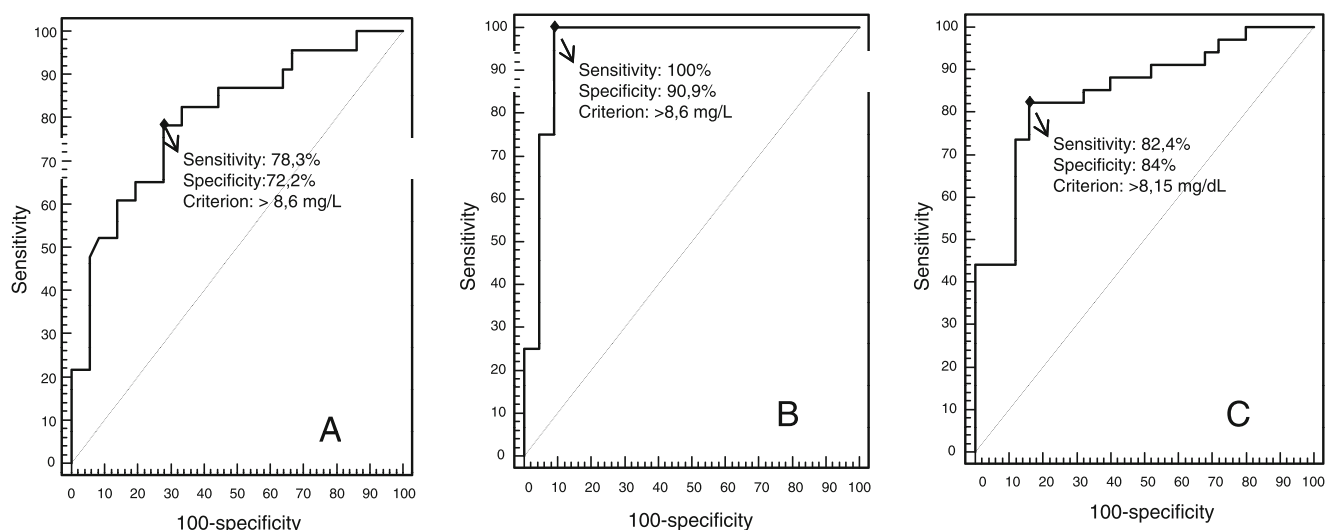 100
90
80
70
60
50
40
30
20
10
0
Sensitivity
Sensitivity: 78,3%
Specificity:72,2%
Criterion: > 8,6 mg/L
A
0 10 20 30 40 50 60 70 80 90 100
100-specificity
100
90
80
70
60
50
40
30
20
10
0
Sensitivity
Sensitivity: 100%
Specificity: 90,9%
Criterion: >8,6 mg/L
B
0 10 20 30 40 50 60 70 80 90 100
100-specificity
100
90
80
70
60
50
40
30
20
10
0
Sensitivity
Sensitivity: 82,4%
Specificity: 84%
Criterion: >8,15 mg/dL
C
0 10 20 30 40 50 60 70 80 90 100
100-specificity